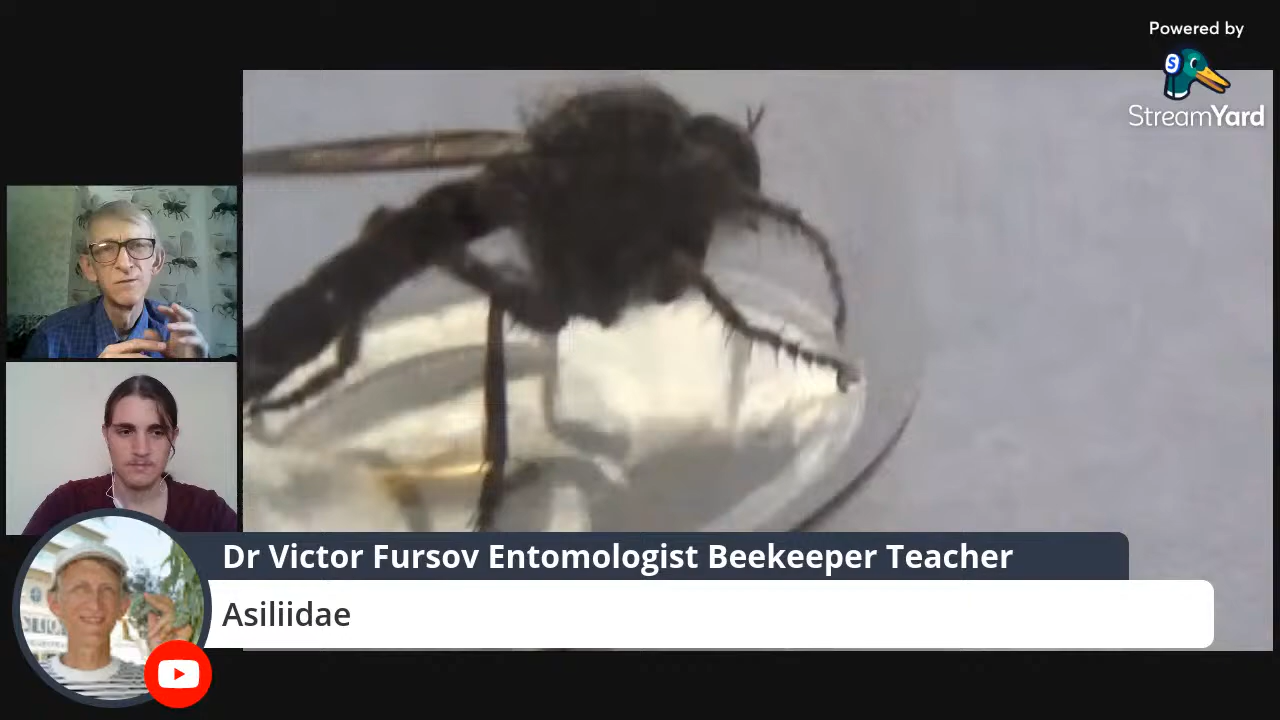 Powered by
S
StreamYard
Dr Victor Fursov Entomologist Beekeeper Teacher
Asiliidae